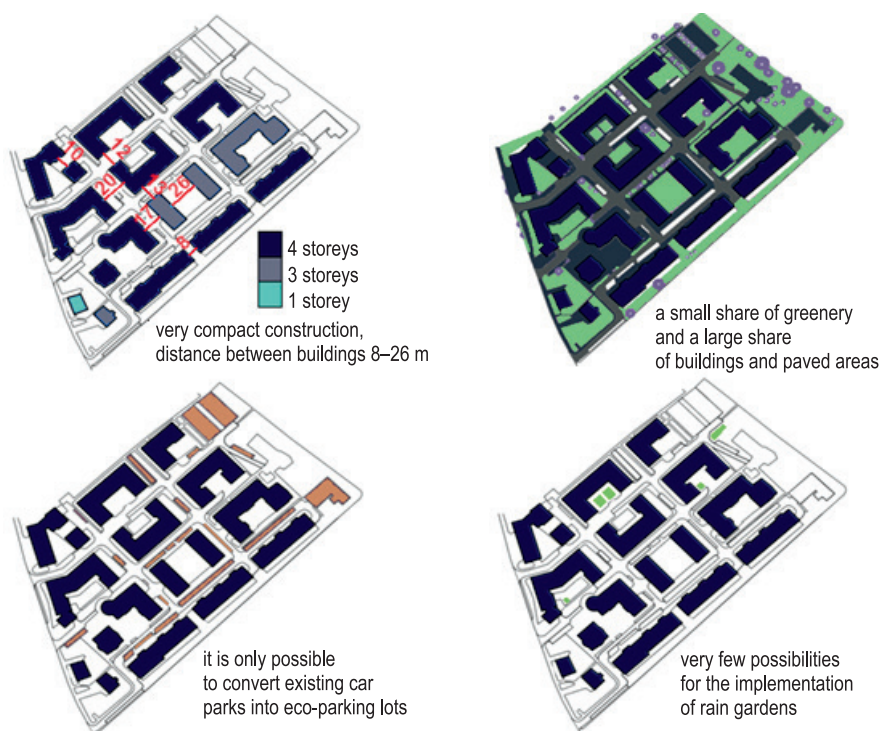 10
12
20
13
26
17
8
4 storeys
3 storeys
1 storey
very compact construction,
distance between buildings 8–26 m
a small share of greenery
and a large share
of buildings and paved areas
it is only possible
to convert existing car
parks into eco-parking lots
very few possibilities
for the implementation
of rain gardens